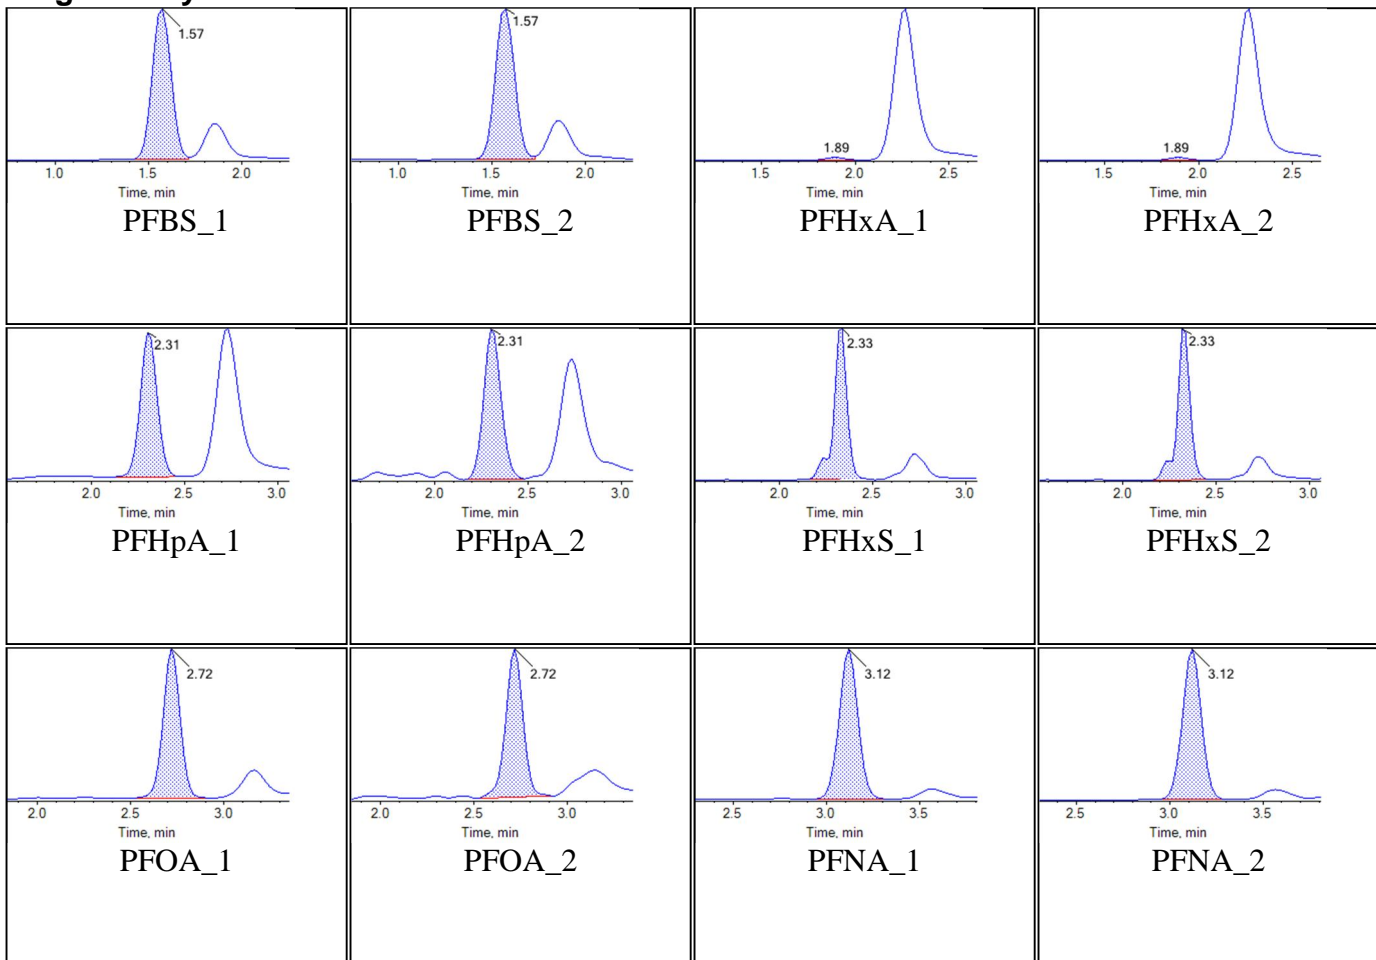 1.57 1.57 1.89 1.89
1.0 1.5 2.0 1.0 1.5 2.0 1.5 2.0 2.5 1.5 2.0 2.5
Time, min Time, min Time, min Time, min
PFBS_1 PFBS_2 PFHxA_1 PFHxA_2
2.31 2.31 2.33 2.33
2.0 2.5 3.0 2.0 2.5 3.0 2.0 2.5 3.0 2.0 2.5 3.0
Time, min Time, min Time, min Time, min
PFHpA_1 PFHpA_2 PFHxS_1 PFHxS_2
2.72 2.72 3.12 3.12
2.0 2.5 3.0 2.0 2.5 3.0 2.5 3.0 3.5 2.5 3.0 3.5
Time, min Time, min Time, min Time, min
PFOA_1 PFOA_2 PFNA_1 PFNA_2